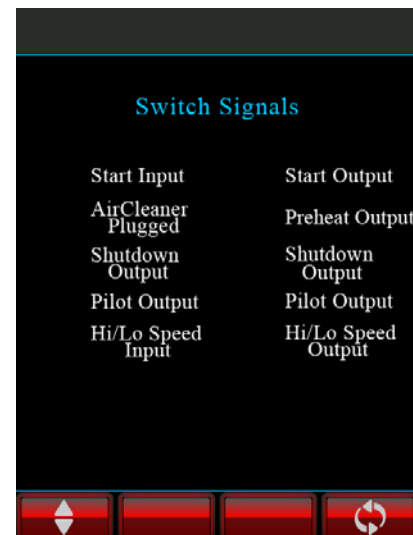 Switch Signals
Start Input Start Output
AirCleaner
Plugged
Preheat Output
Shutdown
Output
Shutdown
Output
Pilot Output Pilot Output
Hi/Lo Speed
Input
Hi/Lo Speed
Output